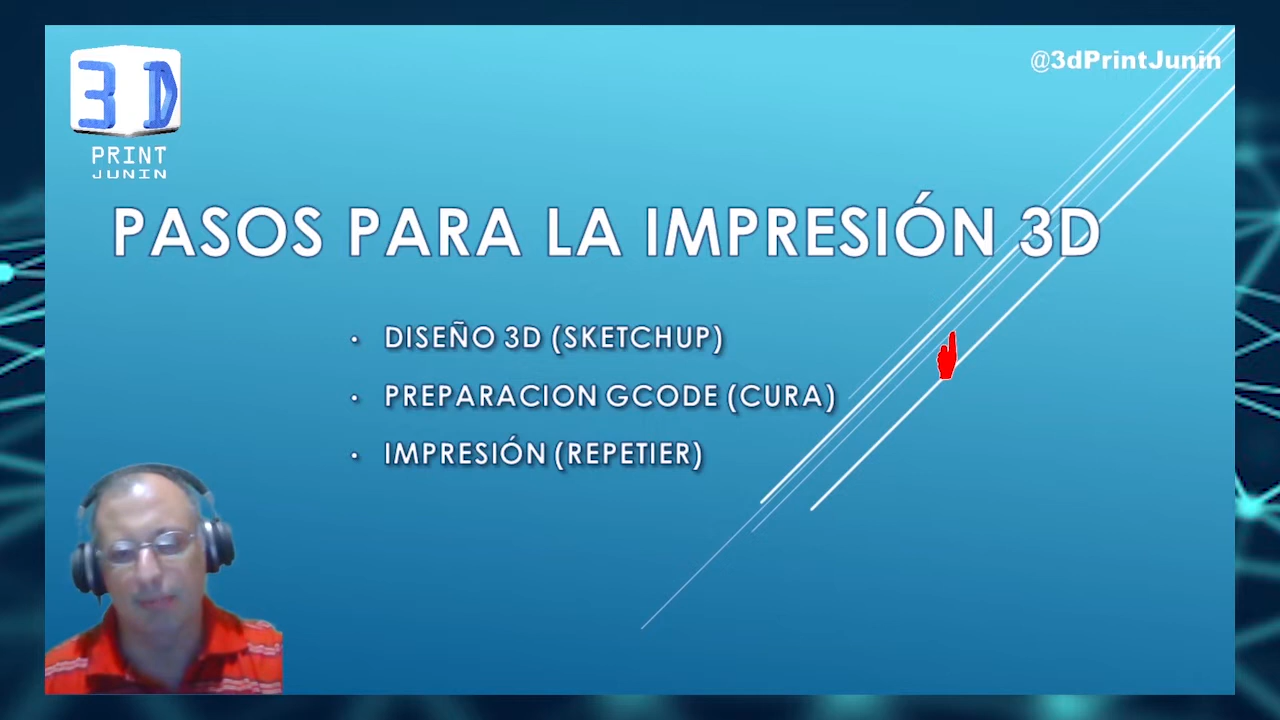 @3dPrintJunin
3D
PRINT
JUNIN
PASOS PARA LA IMPRESIÓN 3D
• DISEÑO 3D (SKETCHUP)
• PREPARACION GCODE (CURA)
• IMPRESIÓN (REPETIER)